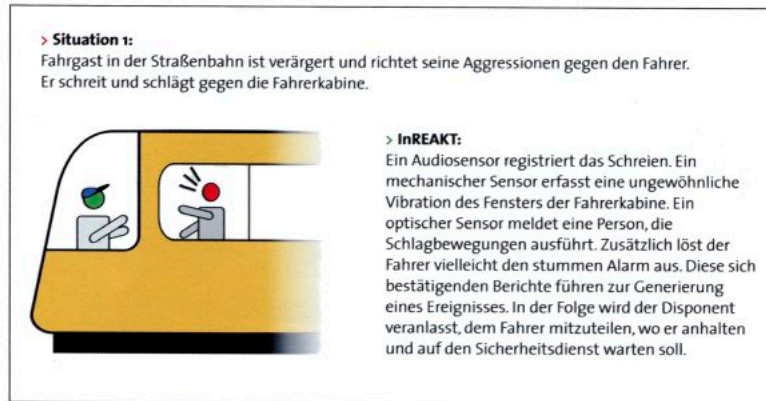 > Situation 1:
Fahrgast in der Straßenbahn ist verärgert und richtet seine Aggressionen gegen den Fahrer.
Er schreit und schlägt gegen die Fahrerkabine.
> InREAKT:
Ein Audiosensor registriert das Schreien. Ein
mechanischer Sensor erfasst eine ungewöhnliche
Vibration des Fensters der Fahrerkabine. Ein
optischer Sensor meldet eine Person, die
Schlagbewegungen ausführt. Zusätzlich löst der
Fahrer vielleicht den stummen Alarm aus. Diese sich
bestätigenden Berichte führen zur Generierung
eines Ereignisses. In der Folge wird der Disponent
veranlasst, dem Fahrer mitzuteilen, wo er anhalten
und auf den Sicherheitsdienst warten soll.